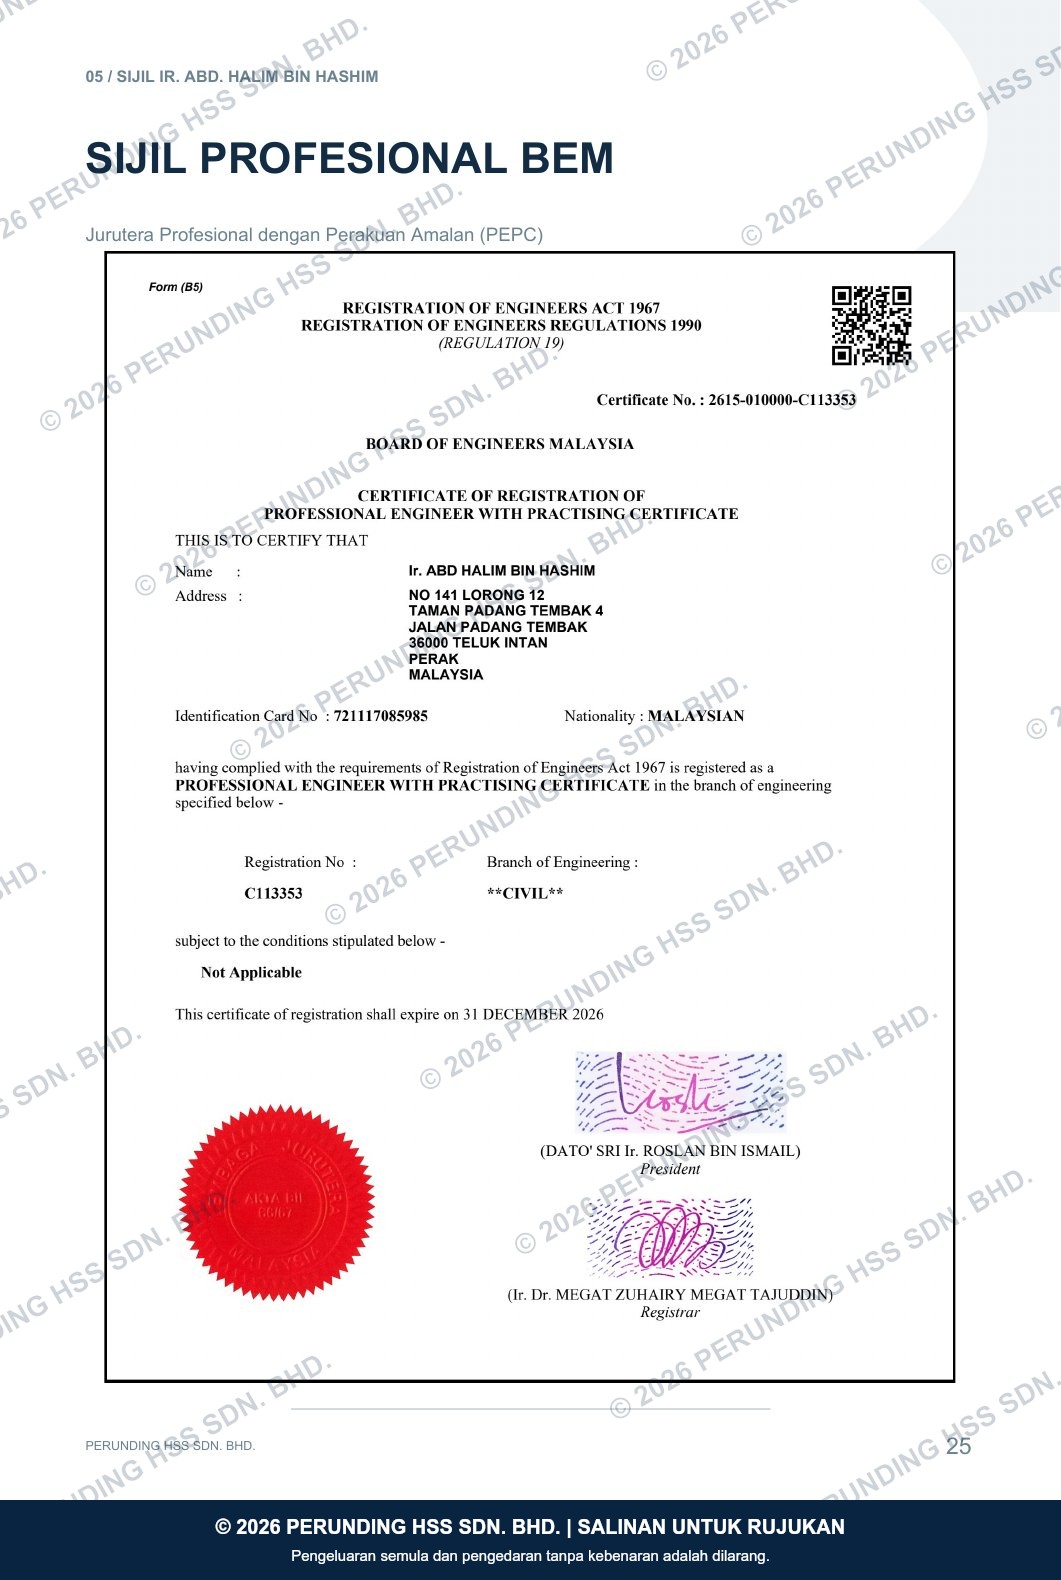 05 / SIJIL IR. ABD. HALIM BIN HASHIM
SIJIL PROFESIONAL BEM
Jurutera Profesional dengan Perakuan Amalan (PEPC)
Form (B5)
REGISTRATION OF ENGINEERS ACT 1967
REGISTRATION OF ENGINEERS REGULATIONS 1990
(REGULATION 19)
Certificate No. : 2615-010000-C113353
BOARD OF ENGINEERS MALAYSIA
CERTIFICATE OF REGISTRATION OF
PROFESSIONAL ENGINEER WITH PRACTISING CERTIFICATE
THIS IS TO CERTIFY THAT
Name : Ir. ABD HALIM BIN HASHIM
Address : NO 141 LORONG 12
TAMAN PADANG TEMBAK 4
JALAN PADANG TEMBAK
36000 TELUK INTAN
PERAK
MALAYSIA
Identification Card No : 721117085985 Nationality : MALAYSIAN
having complied with the requirements of Registration of Engineers Act 1967 is registered as a
PROFESSIONAL ENGINEER WITH PRACTISING CERTIFICATE in the branch of engineering
specified below -
Registration No : Branch of Engineering :
C113353 **CIVIL**
subject to the conditions stipulated below -
Not Applicable
This certificate of registration shall expire on 31 DECEMBER 2026
(DATO' SRI Ir. ROSLAN BIN ISMAIL)
President
JURUTERA
AKTA BIL
MALAYSIA
(Ir. Dr. MEGAT ZUHAIRY MEGAT TAJUDDIN)
Registrar
PERUNDING HSS SDN. BHD.
25
© 2026 PERUNDING HSS SDN. BHD. | SALINAN UNTUK RUJUKAN
Pengeluaran semula dan pengedaran tanpa kebenaran adalah dilarang.
© 2026 PERUNDING HSS SDN. BHD.